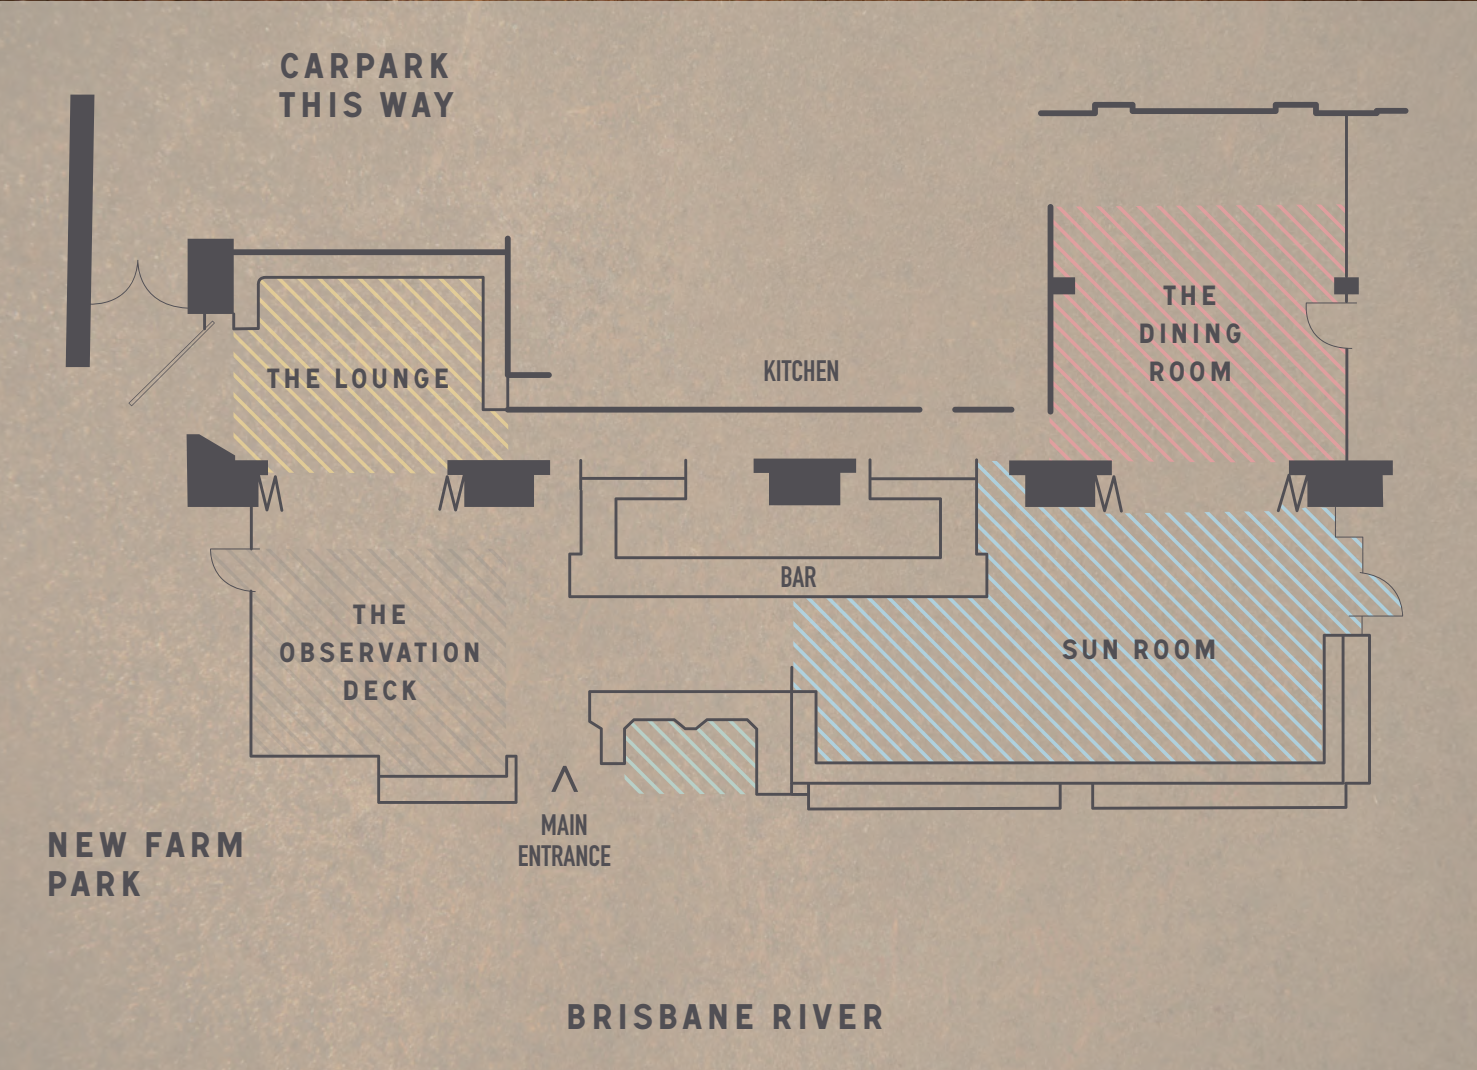 CARPARK
THIS WAY
THE LOUNGE
KITCHEN
THE
DINING
ROOM
BAR
THE
OBSERVATION
DECK
SUN ROOM
MAIN
ENTRANCE
NEW FARM
PARK
BRISBANE RIVER